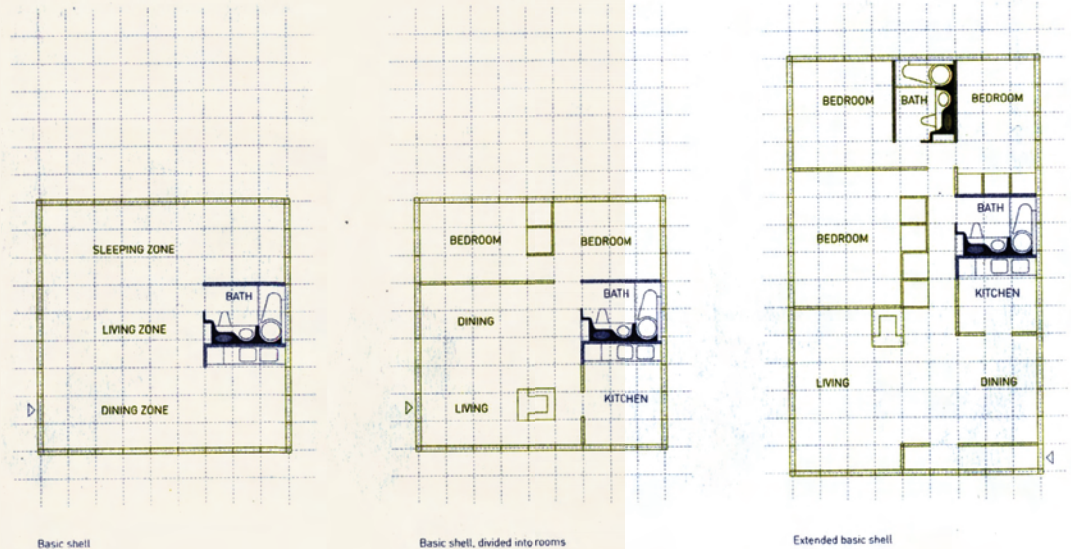 SLEEPING ZONE
BATH
LIVING ZONE
DINING ZONE
Basic shell
BEDROOM
BEDROOM
BATH
DINING
LIVING
KITCHEN
Basic shell, divided into rooms
BEDROOM
BATH
BEDROOM
BATH
BEDROOM
KITCHEN
LIVING
DINING
Extended basic shell